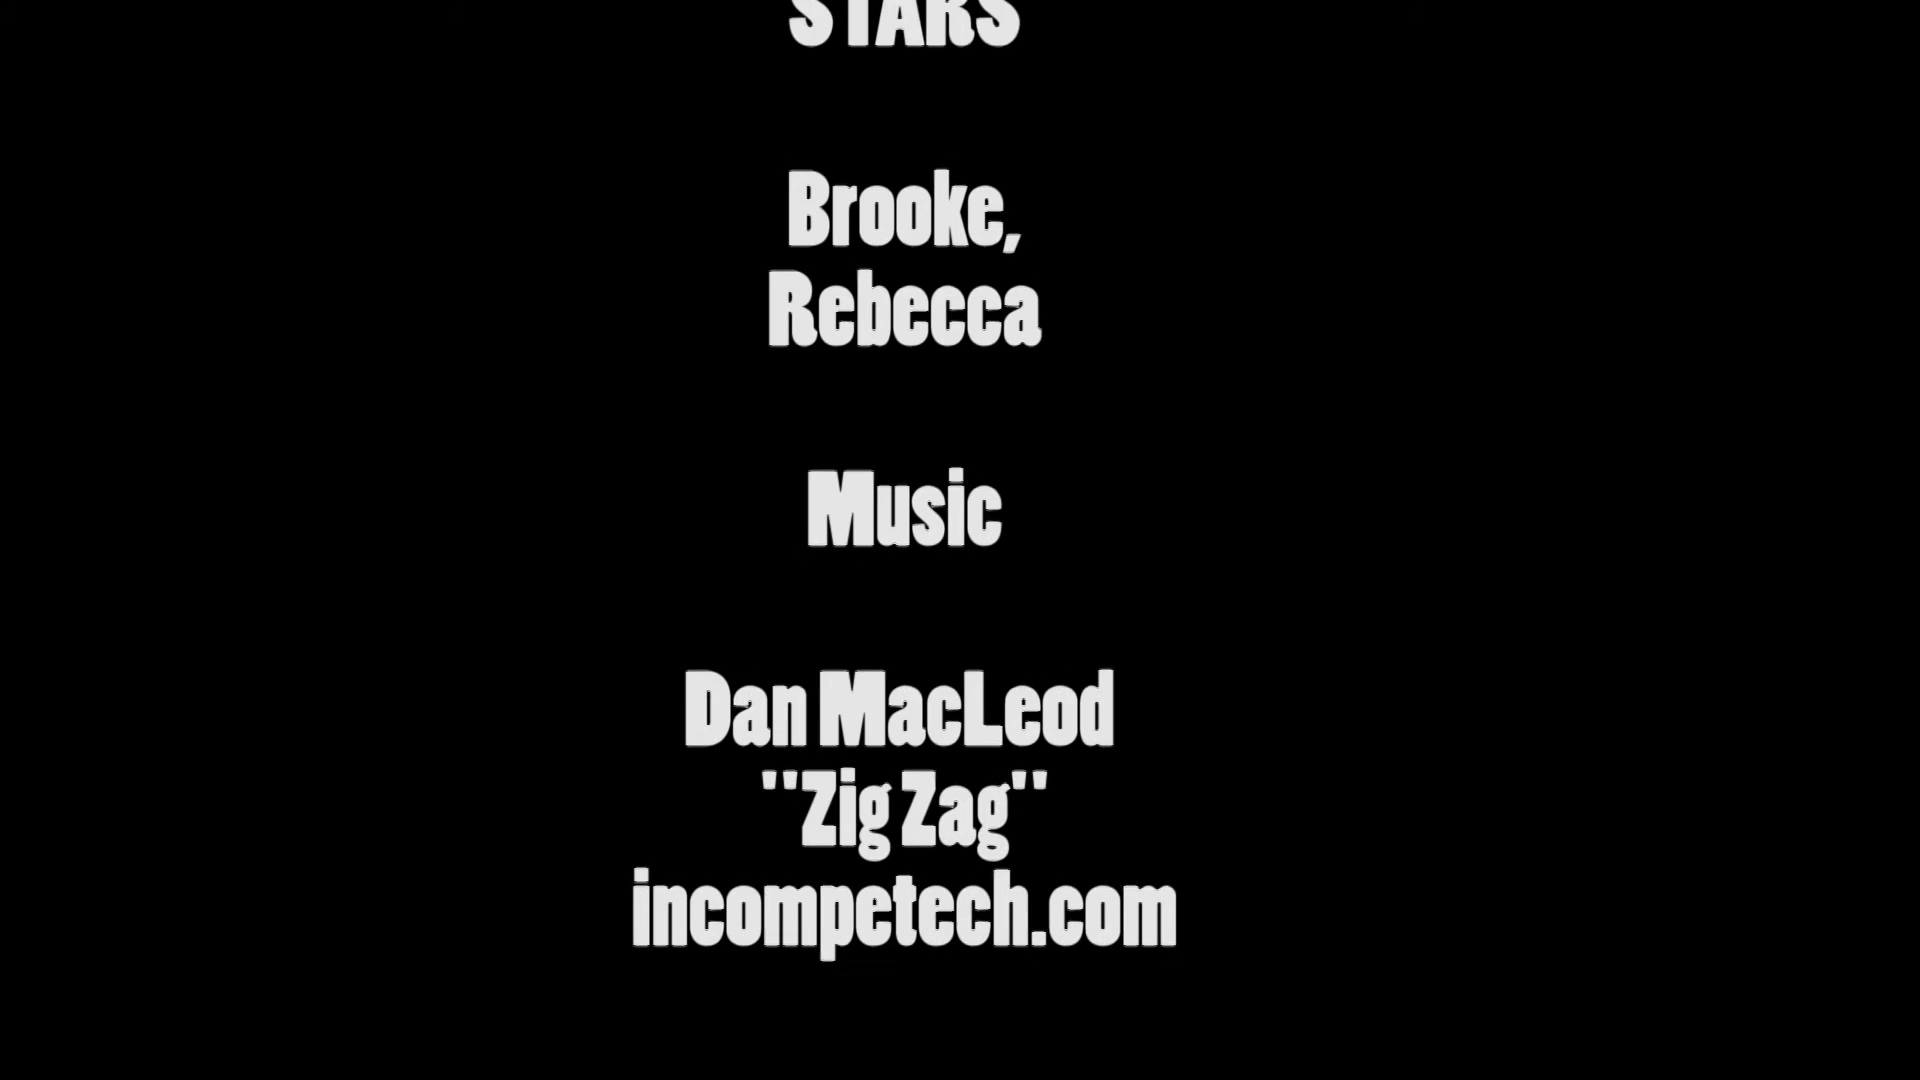 STARS
Brooke,
Rebecca
Music
Dan MacLeod
"Zig Zag"
incompetech.com